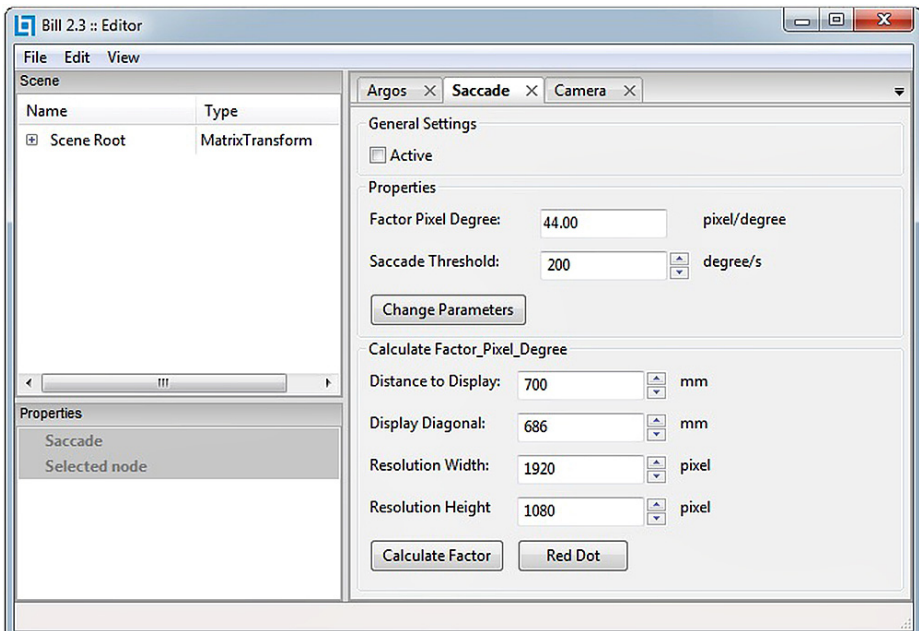 Bill 2.3 :: Editor
File Edit View
Scene
Name Type
Scene Root MatrixTransform
Properties
Saccade
Selected node
Argos Saccade Camera
General Settings
Active
Properties
Factor Pixel Degree: 44.00 pixel/degree
Saccade Threshold: 200 degree/s
Change Parameters
Calculate Factor_Pixel_Degree
Distance to Display: 700 mm
Display Diagonal: 686 mm
Resolution Width: 1920 pixel
Resolution Height 1080 pixel
Calculate Factor Red Dot